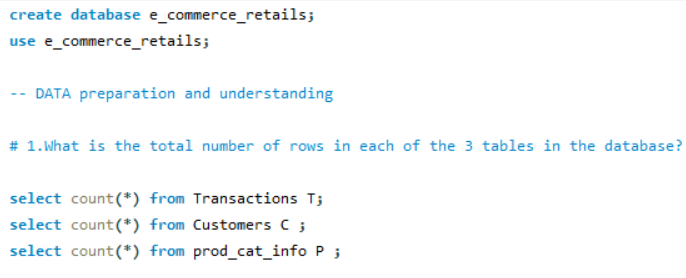 create database e_commerce_retails;
use e_commerce_retails;
-- DATA preparation and understanding
# 1.What is the total number of rows in each of the 3 tables in the database?
select count(*) from Transactions T;
select count(*) from Customers C ;
select count(*) from prod_cat_info P ;